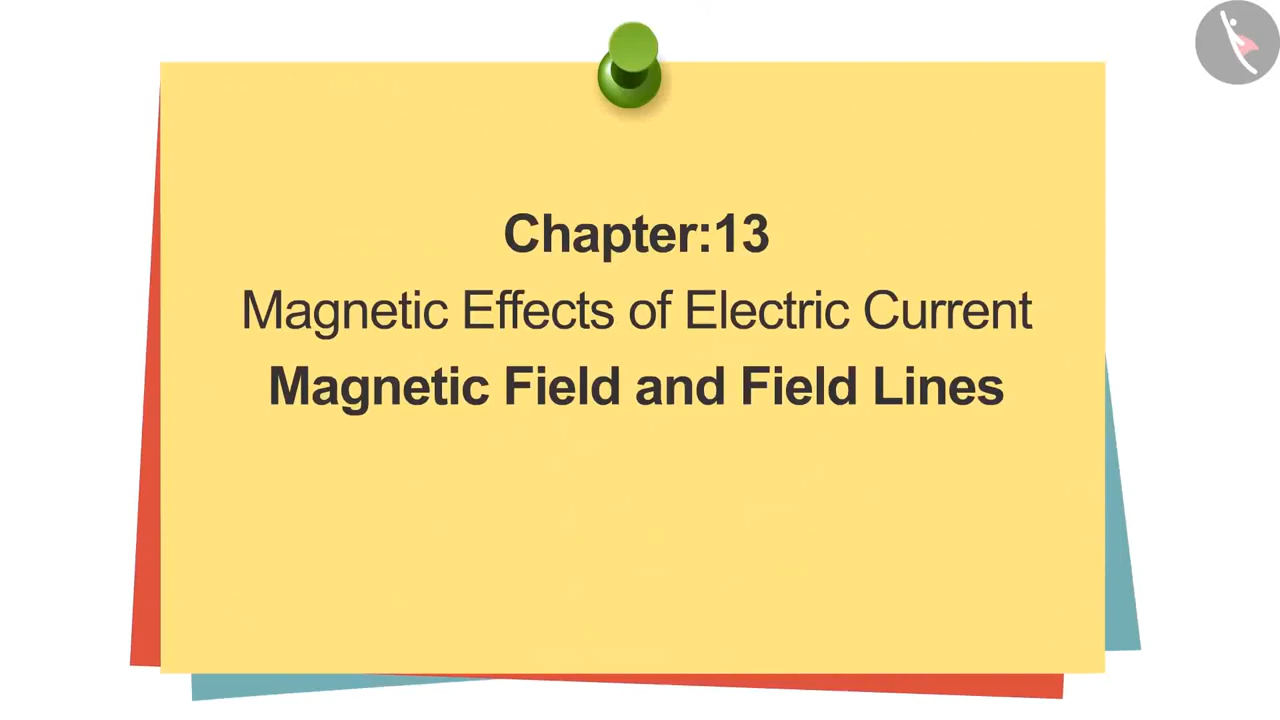 Chapter:13
Magnetic Effects of Electric Current
Magnetic Field and Field Lines